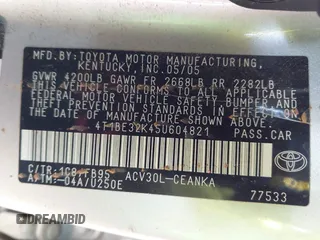 MFD.BY:TOYOTA MOTOR MANUFACTURING,
KENTUCKY, INC.05/05
GVWR 4200LB GAWR FR 2668LB RR 2282LB
THIS VEHICLE CONFORMS TO ALL APPLICABLE
FEDERAL MOTOR VEHICLE SAFETY, BUMPER, AND
THEFT PREVENTION STANDARDS IN EFFECT ON
THE DATE OF MANUFACTURE SHOWN ABOVE.
4T1BE32K45U604821 PASS.CAR
C/TR:1C8/FB95
A/TM:-04A/U250E ACV30L-CEANKA
TOYOTA
77533
DREAMBID